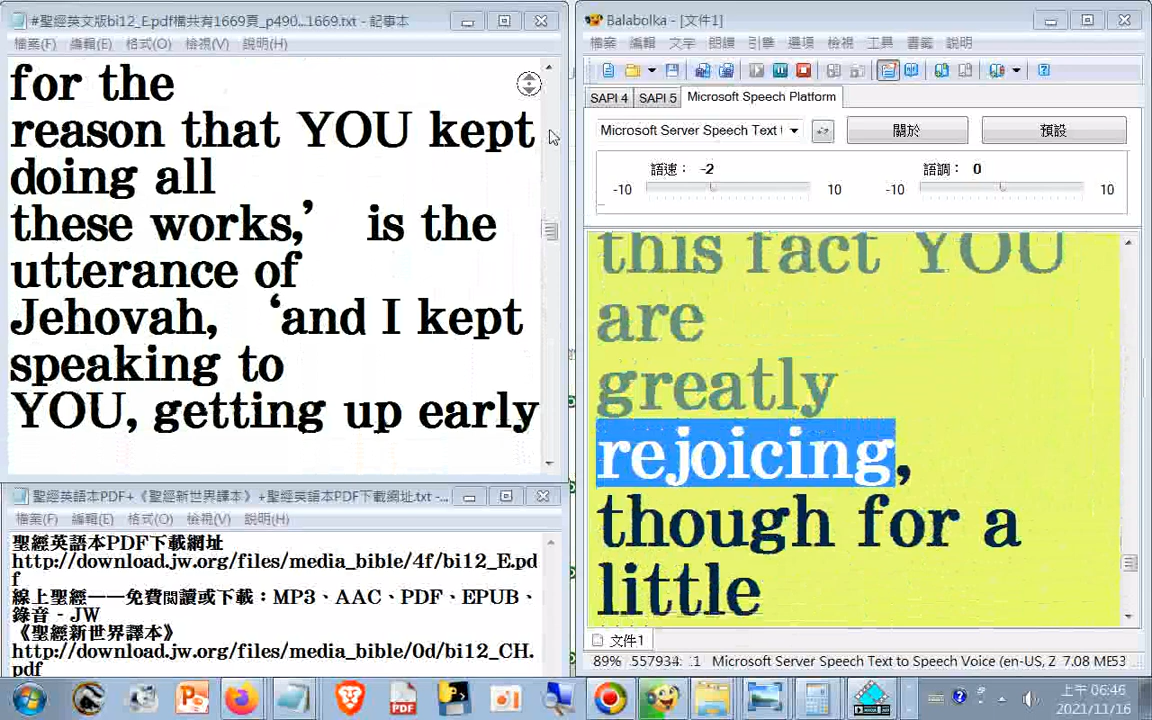 #聖經英文版bi12_E.pdf檔共有1669頁_p490...1669.txt - 記事本
檔案(F) 編輯(E) 格式(O) 檢視(V) 說明(H)
for the
reason that YOU kept
doing all
these works,’ is the
utterance of
Jehovah, ‘and I kept
speaking to
YOU, getting up early
聖經英語本PDF+《聖經新世界譯本》+聖經英語本PDF下載網址.txt -...
檔案(F) 編輯(E) 格式(O) 檢視(V) 說明(H)
聖經英語本PDF下載網址
http://download.jw.org/files/media_bible/4f/bi12_E.pd
f
線上聖經——免費閱讀或下載：MP3、AAC、PDF、EPUB、
錄音 - JW
《聖經新世界譯本》
http://download.jw.org/files/media_bible/0d/bi12_CH.
pdf
Balabolka - [文件1]
檔案 編輯 文字 朗讀 引擎 選項 檢視 工具 書籤 說明
SAPI 4 SAPI 5 Microsoft Speech Platform
Microsoft Server Speech Text 關於 預設
語速： -2 語調： 0
-10 10 -10 10
this fact YOU
are
greatly
rejoicing,
though for a
little
文件1
89% 557934: 1 Microsoft Server Speech Text to Speech Voice (en-US, Z 7.08 ME53
上午 06:46
2021/11/16